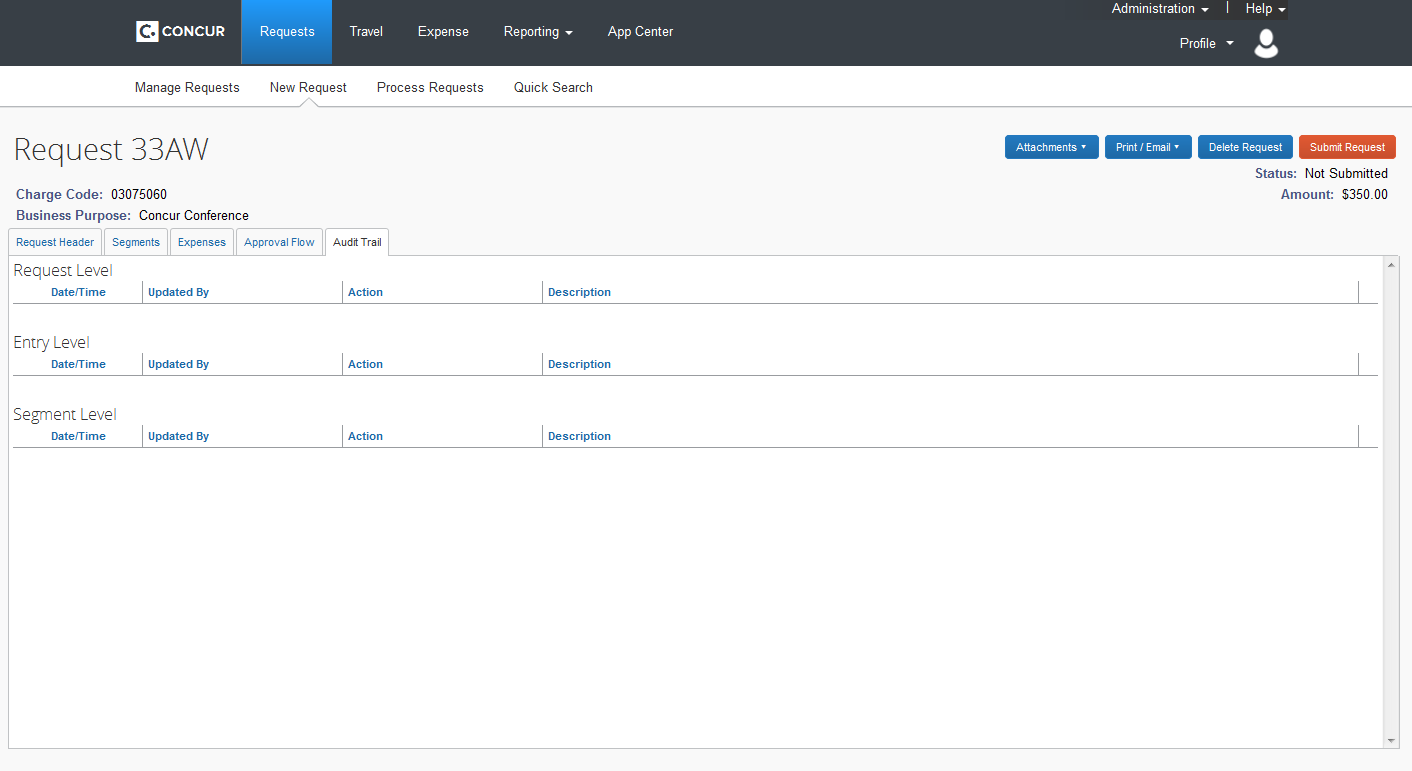 Administration | Help
CONCUR Requests Travel Expense Reporting App Center
Profile
Manage Requests New Request Process Requests Quick Search
Request 33AW
Attachments Print / Email Delete Request Submit Request
Status: Not Submitted
Charge Code: 03075060
Amount: $350.00
Business Purpose: Concur Conference
Request Header Segments Expenses Approval Flow Audit Trail
Request Level
Date/Time Updated By Action Description
Entry Level
Date/Time Updated By Action Description
Segment Level
Date/Time Updated By Action Description